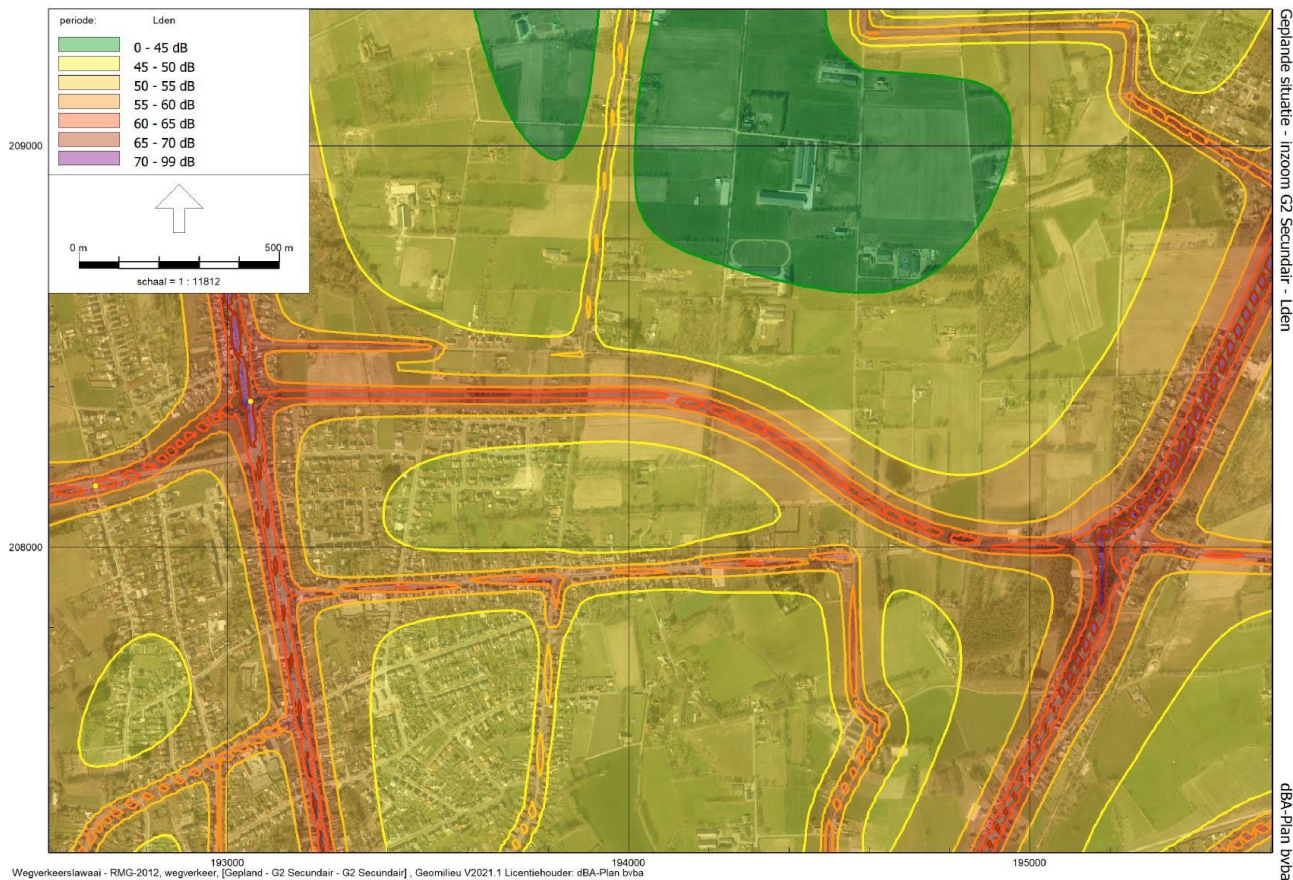 periode: Lden
0 - 45 dB
45 - 50 dB
50 - 55 dB
55 - 60 dB
60 - 65 dB
65 - 70 dB
70 - 99 dB
0 m 500 m
schaal = 1 : 11812
209000
208000
193000 194000 195000
Geplande situatie - inzoom G2 Secundair - Lden
dBA-Plan bvba
Wegverkeerslawaai - RMG-2012, wegverkeer, [Gepland - G2 Secundair - G2 Secundair] , Geomilieu V2021.1 Licentiehouder: dBA-Plan bvba